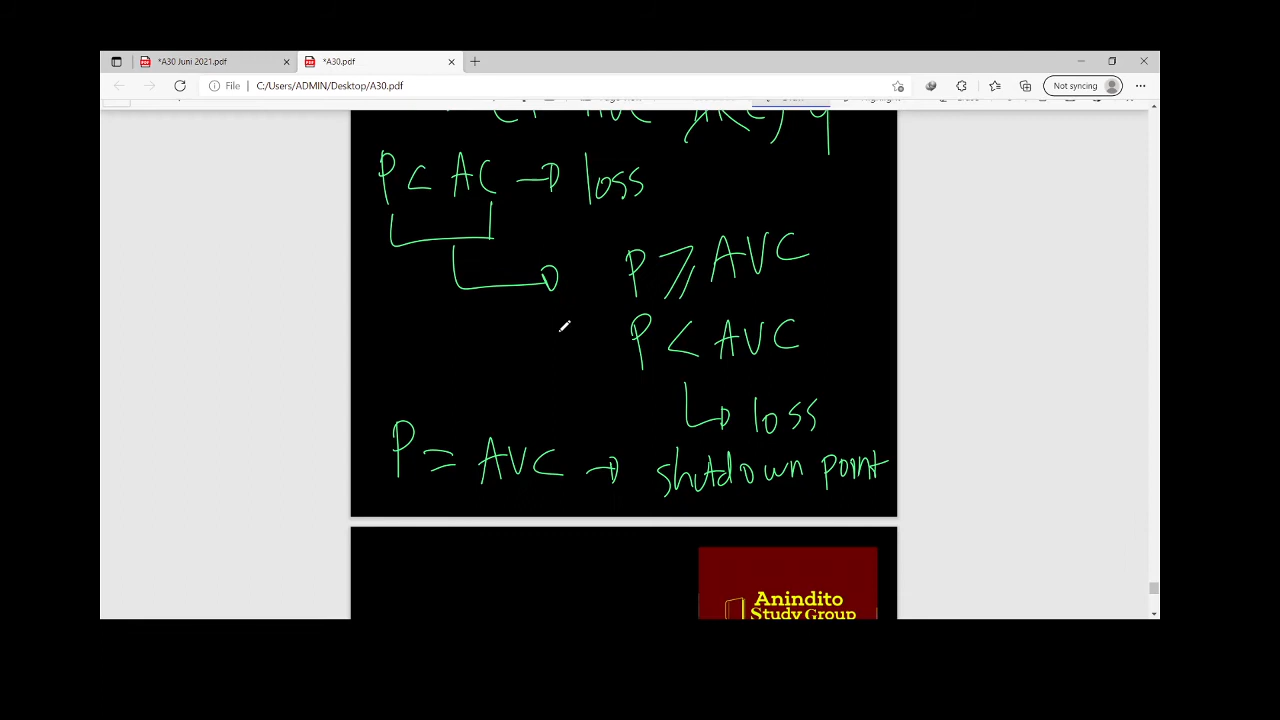 *A30 Juni 2021.pdf
*A30.pdf
File
C:/Users/ADMIN/Desktop/A30.pdf
Not syncing
P < AC → loss
P ⩾ AVC
P < AVC
↳ loss
P = AVC → shutdown point
Anindito
Study Group